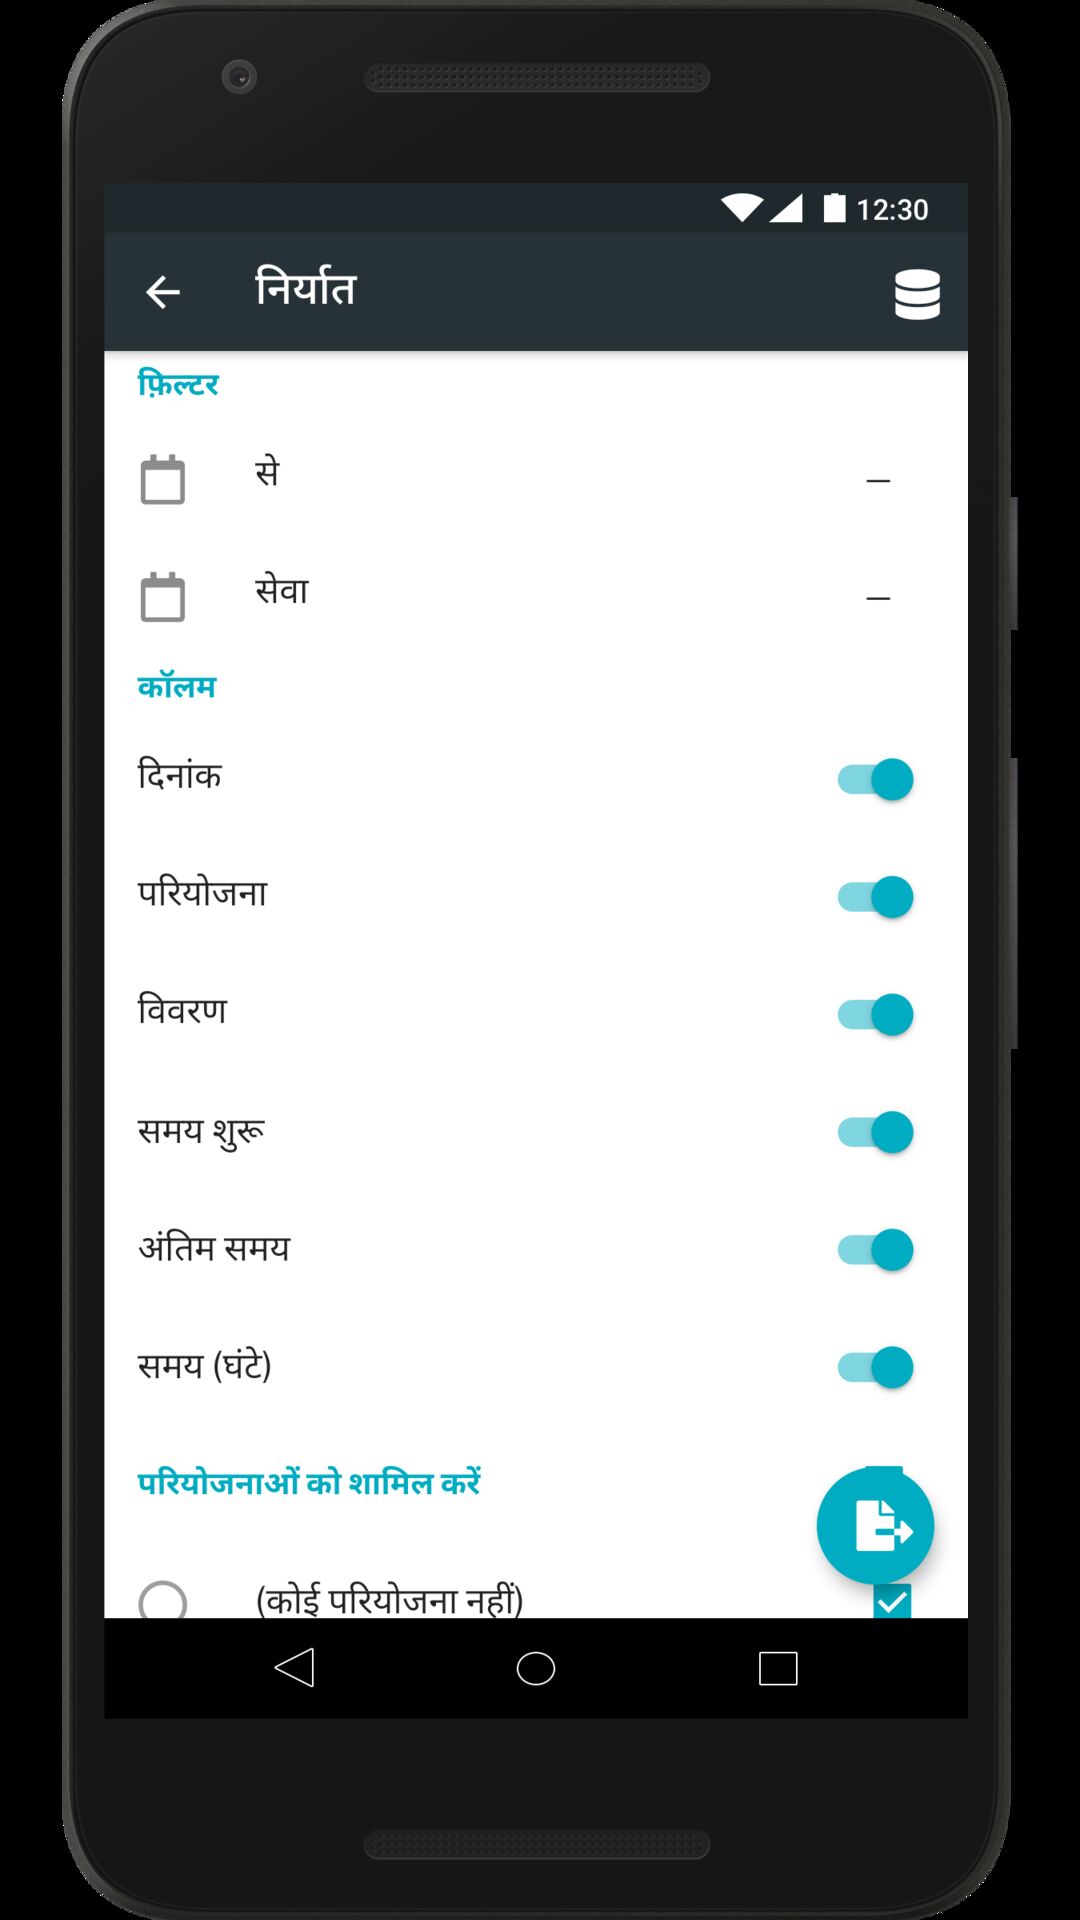 12:30
निर्यात
फ़िल्टर
से –
सेवा –
कॉलम
दिनांक
परियोजना
विवरण
समय शुरू
अंतिम समय
समय (घंटे)
परियोजनाओं को शामिल करें
(कोई परियोजना नहीं)